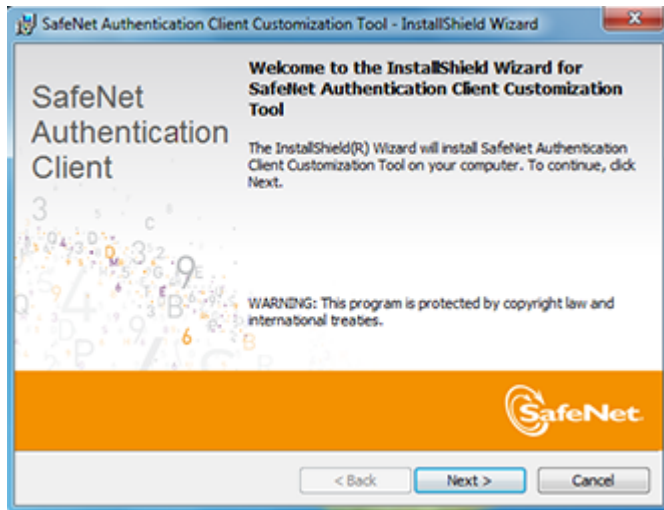 SafeNet Authentication Client Customization Tool - InstallShield Wizard
SafeNet
Authentication
Client
Welcome to the InstallShield Wizard for
SafeNet Authentication Client Customization
Tool
The InstallShield(R) Wizard will install SafeNet Authentication
Client Customization Tool on your computer. To continue, click
Next.
WARNING: This program is protected by copyright law and
international treaties.
SafeNet.
< Back
Next >
Cancel